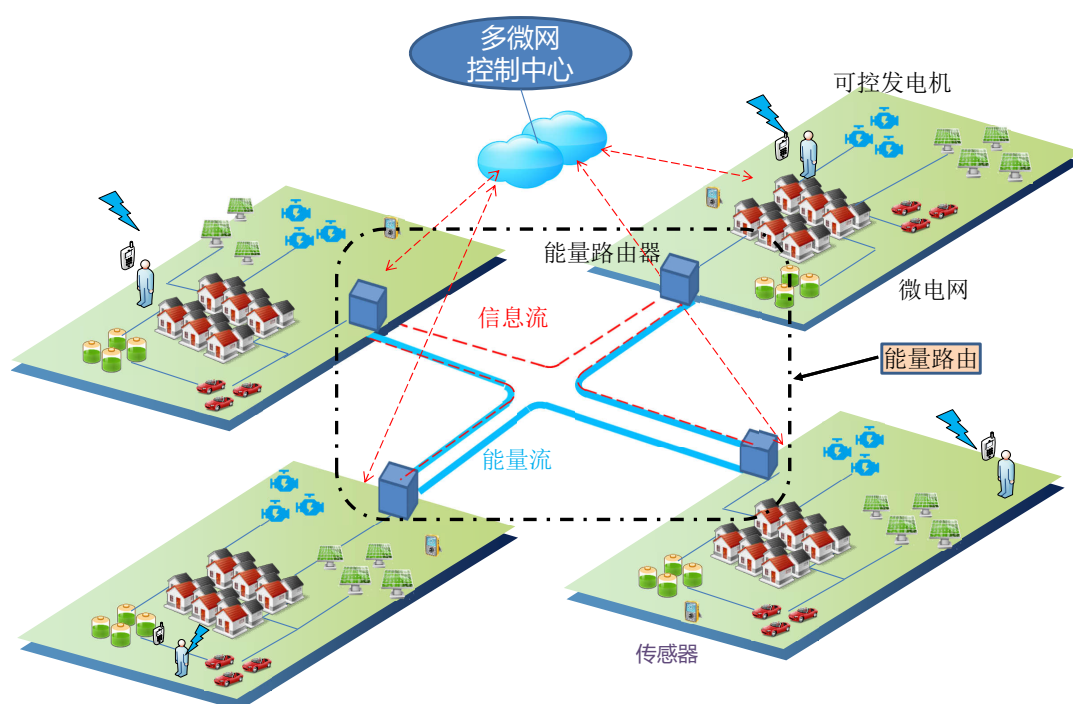 多微网
控制中心
可控发电机
能量路由器
微电网
信息流
能量路由
能量流
传感器